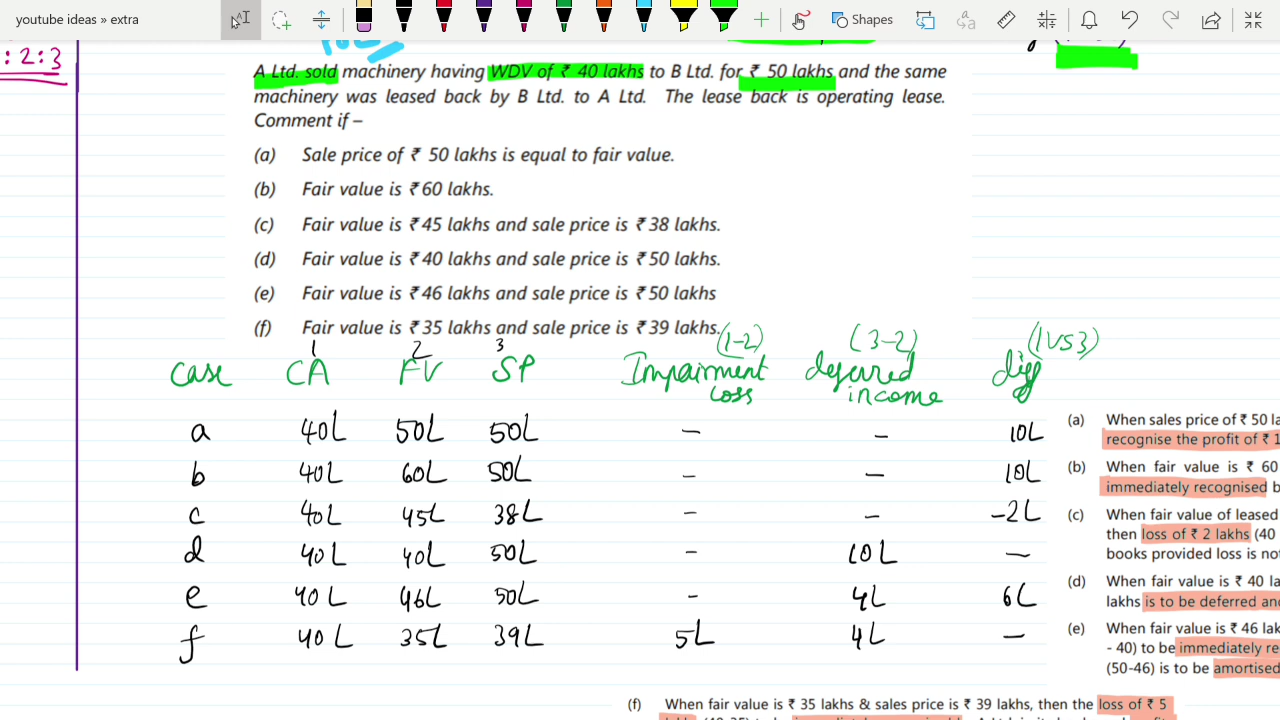 youtube ideas » extra
Shapes
: 2 : 3
A Ltd. sold machinery having WDV of ₹ 40 lakhs to B Ltd. for ₹ 50 lakhs and the same
machinery was leased back by B Ltd. to A Ltd. The lease back is operating lease.
Comment if –
(a) Sale price of ₹ 50 lakhs is equal to fair value.
(b) Fair value is ₹ 60 lakhs.
(c) Fair value is ₹ 45 lakhs and sale price is ₹ 38 lakhs.
(d) Fair value is ₹ 40 lakhs and sale price is ₹ 50 lakhs.
(e) Fair value is ₹ 46 lakhs and sale price is ₹ 50 lakhs
(f) Fair value is ₹ 35 lakhs and sale price is ₹ 39 lakhs.
1 2 3 (1-2) (3-2) (1 VS 3)
Case CA FV SP Impairment deferred diff
loss income
a 40L 50L 50L – – 10L
b 40L 60L 50L – – 10L
c 40L 45L 38L – – -2L
d 40L 40L 50L – 10L –
e 40L 46L 50L - 4L 6L
f 40L 35L 39L 5L 4L –
(a) When sales price of ₹ 50 la
recognise the profit of ₹ 1
(b) When fair value is ₹ 60
immediately recognised b
(c) When fair value of leased
then loss of ₹ 2 lakhs (40
books provided loss is no
(d) When fair value is ₹ 40 la
lakhs is to be deferred an
(e) When fair value is ₹ 46 lak
- 40) to be immediately re
(50-46) is to be amortised
(f) When fair value is ₹ 35 lakhs & sales price is ₹ 39 lakhs, then the loss of ₹ 5